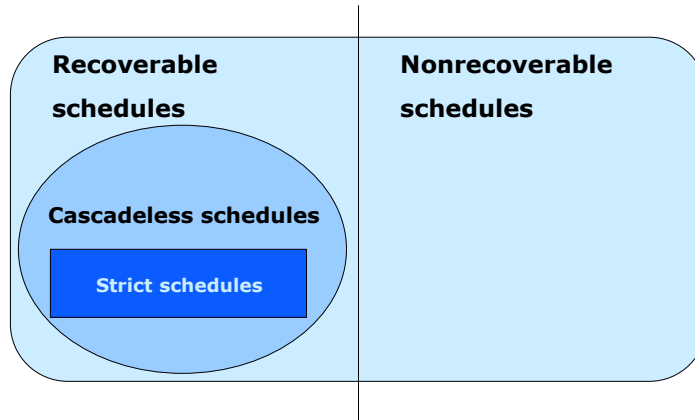 Recoverable
schedules
Nonrecoverable
schedules
Cascadeless schedules
Strict schedules